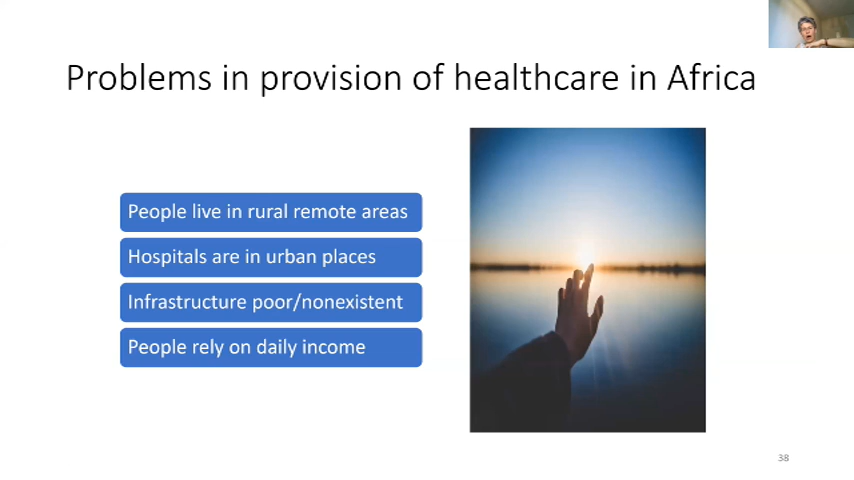 Problems in provision of healthcare in Africa
People live in rural remote areas
Hospitals are in urban places
Infrastructure poor/nonexistent
People rely on daily income
38